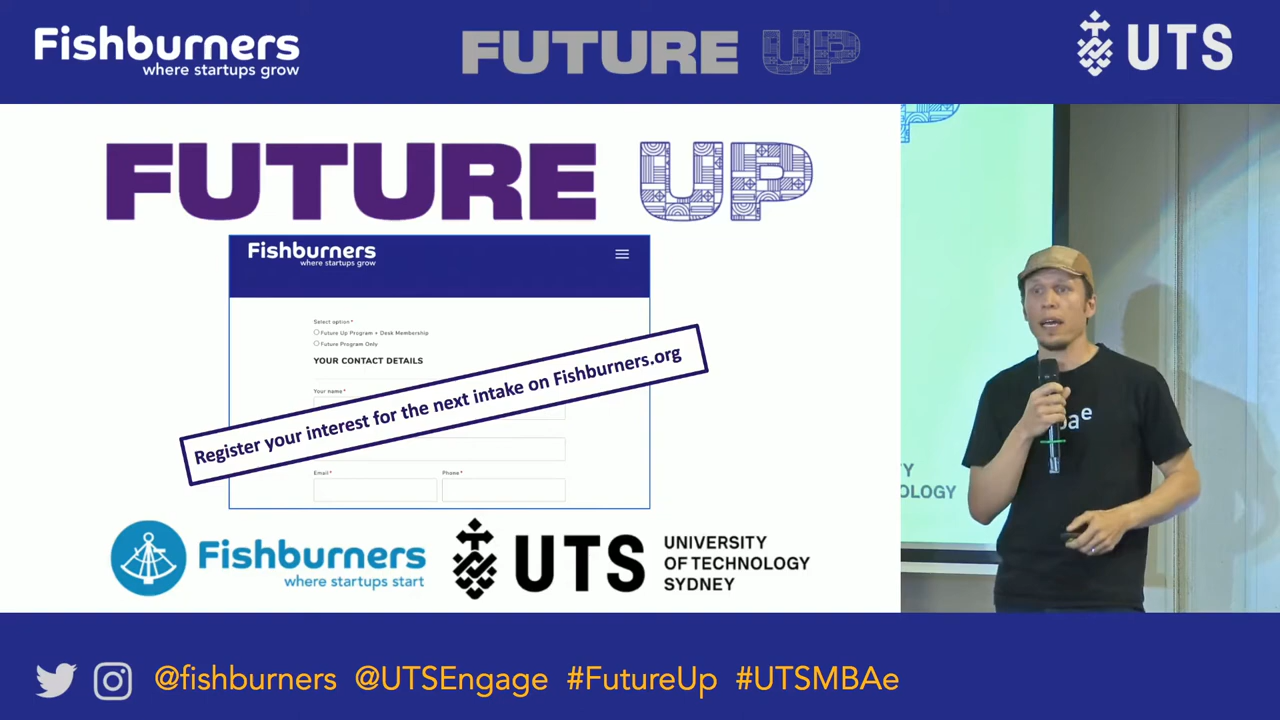 Fishburners
where startups grow
FUTURE UP
UTS
FUTURE UP
Fishburners
where startups grow
Select option*
Future Up Program + Desk Membership
Future Program Only
YOUR CONTACT DETAILS
Your name*
Register your interest for the next intake on Fishburners.org
Email*
Phone*
Fishburners
where startups start
UTS
UNIVERSITY
OF TECHNOLOGY
SYDNEY
@fishburners @UTSEngage #FutureUp #UTSMBAe